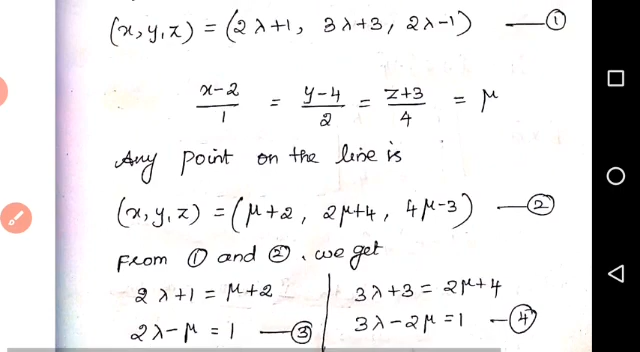 (x,y,z) = (2λ+1, 3λ+3, 2λ-1) — ①
x-2/1 = y-4/2 = z+3/4 = μ
Any point on the line is
(x,y,z) = (μ+2, 2μ+4, 4μ-3) — ②
From ① and ②, we get
2λ+1 = μ+2 | 3λ+3 = 2μ+4
2λ-μ = 1 — ③ | 3λ-2μ = 1 — ④